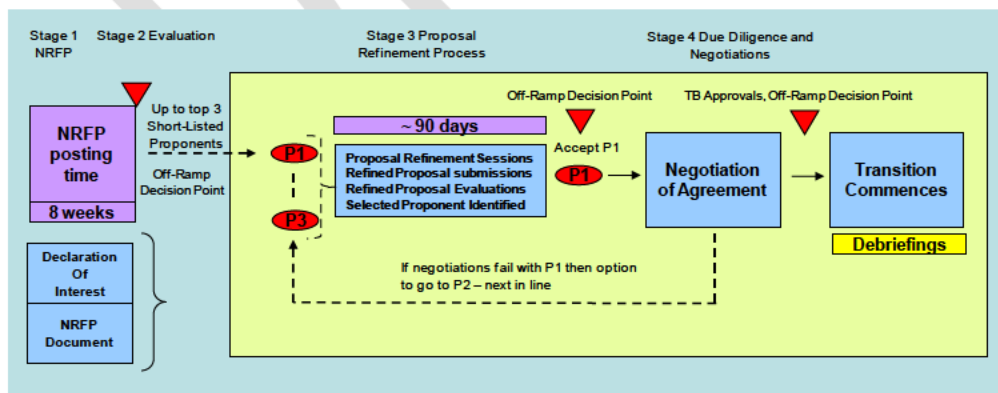 Stage 1
NRFP
Stage 2 Evaluation
Stage 3 Proposal
Refinement Process
Stage 4 Due Diligence and
Negotiations
NRFP
posting
time
8 weeks
Up to top 3
Short-Listed
Proponents
Off-Ramp
Decision Point
Declaration
Of
Interest
NRFP
Document
P1
P3
~ 90 days
Proposal Refinement Sessions
Refined Proposal submissions
Refined Proposal Evaluations
Selected Proponent Identified
Off-Ramp Decision Point
Accept P1
P1
Negotiation
of Agreement
TB Approvals, Off-Ramp Decision Point
Transition
Commences
Debriefings
If negotiations fail with P1 then option
to go to P2 – next in line